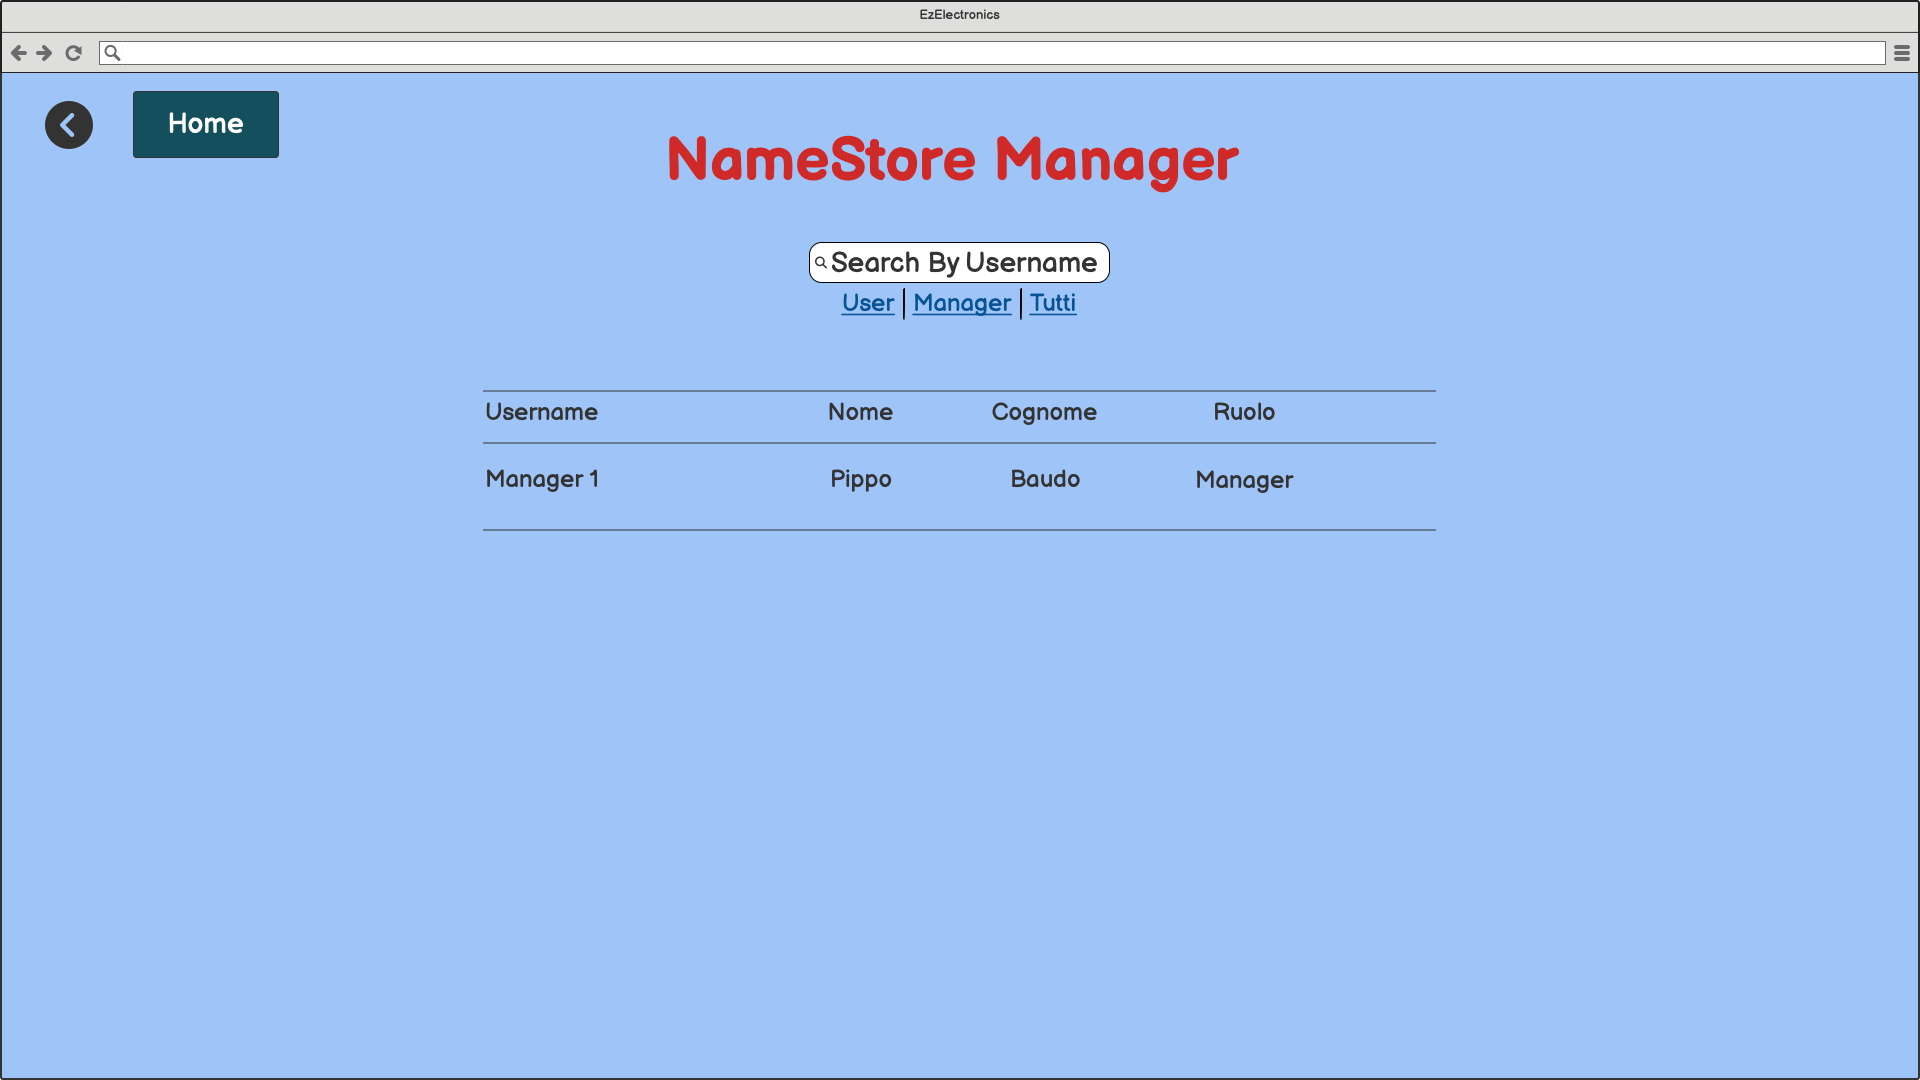 EzElectronics
Home
NameStore Manager
Search By Username
User | Manager | Tutti
Username Nome Cognome Ruolo
Manager 1 Pippo Baudo Manager